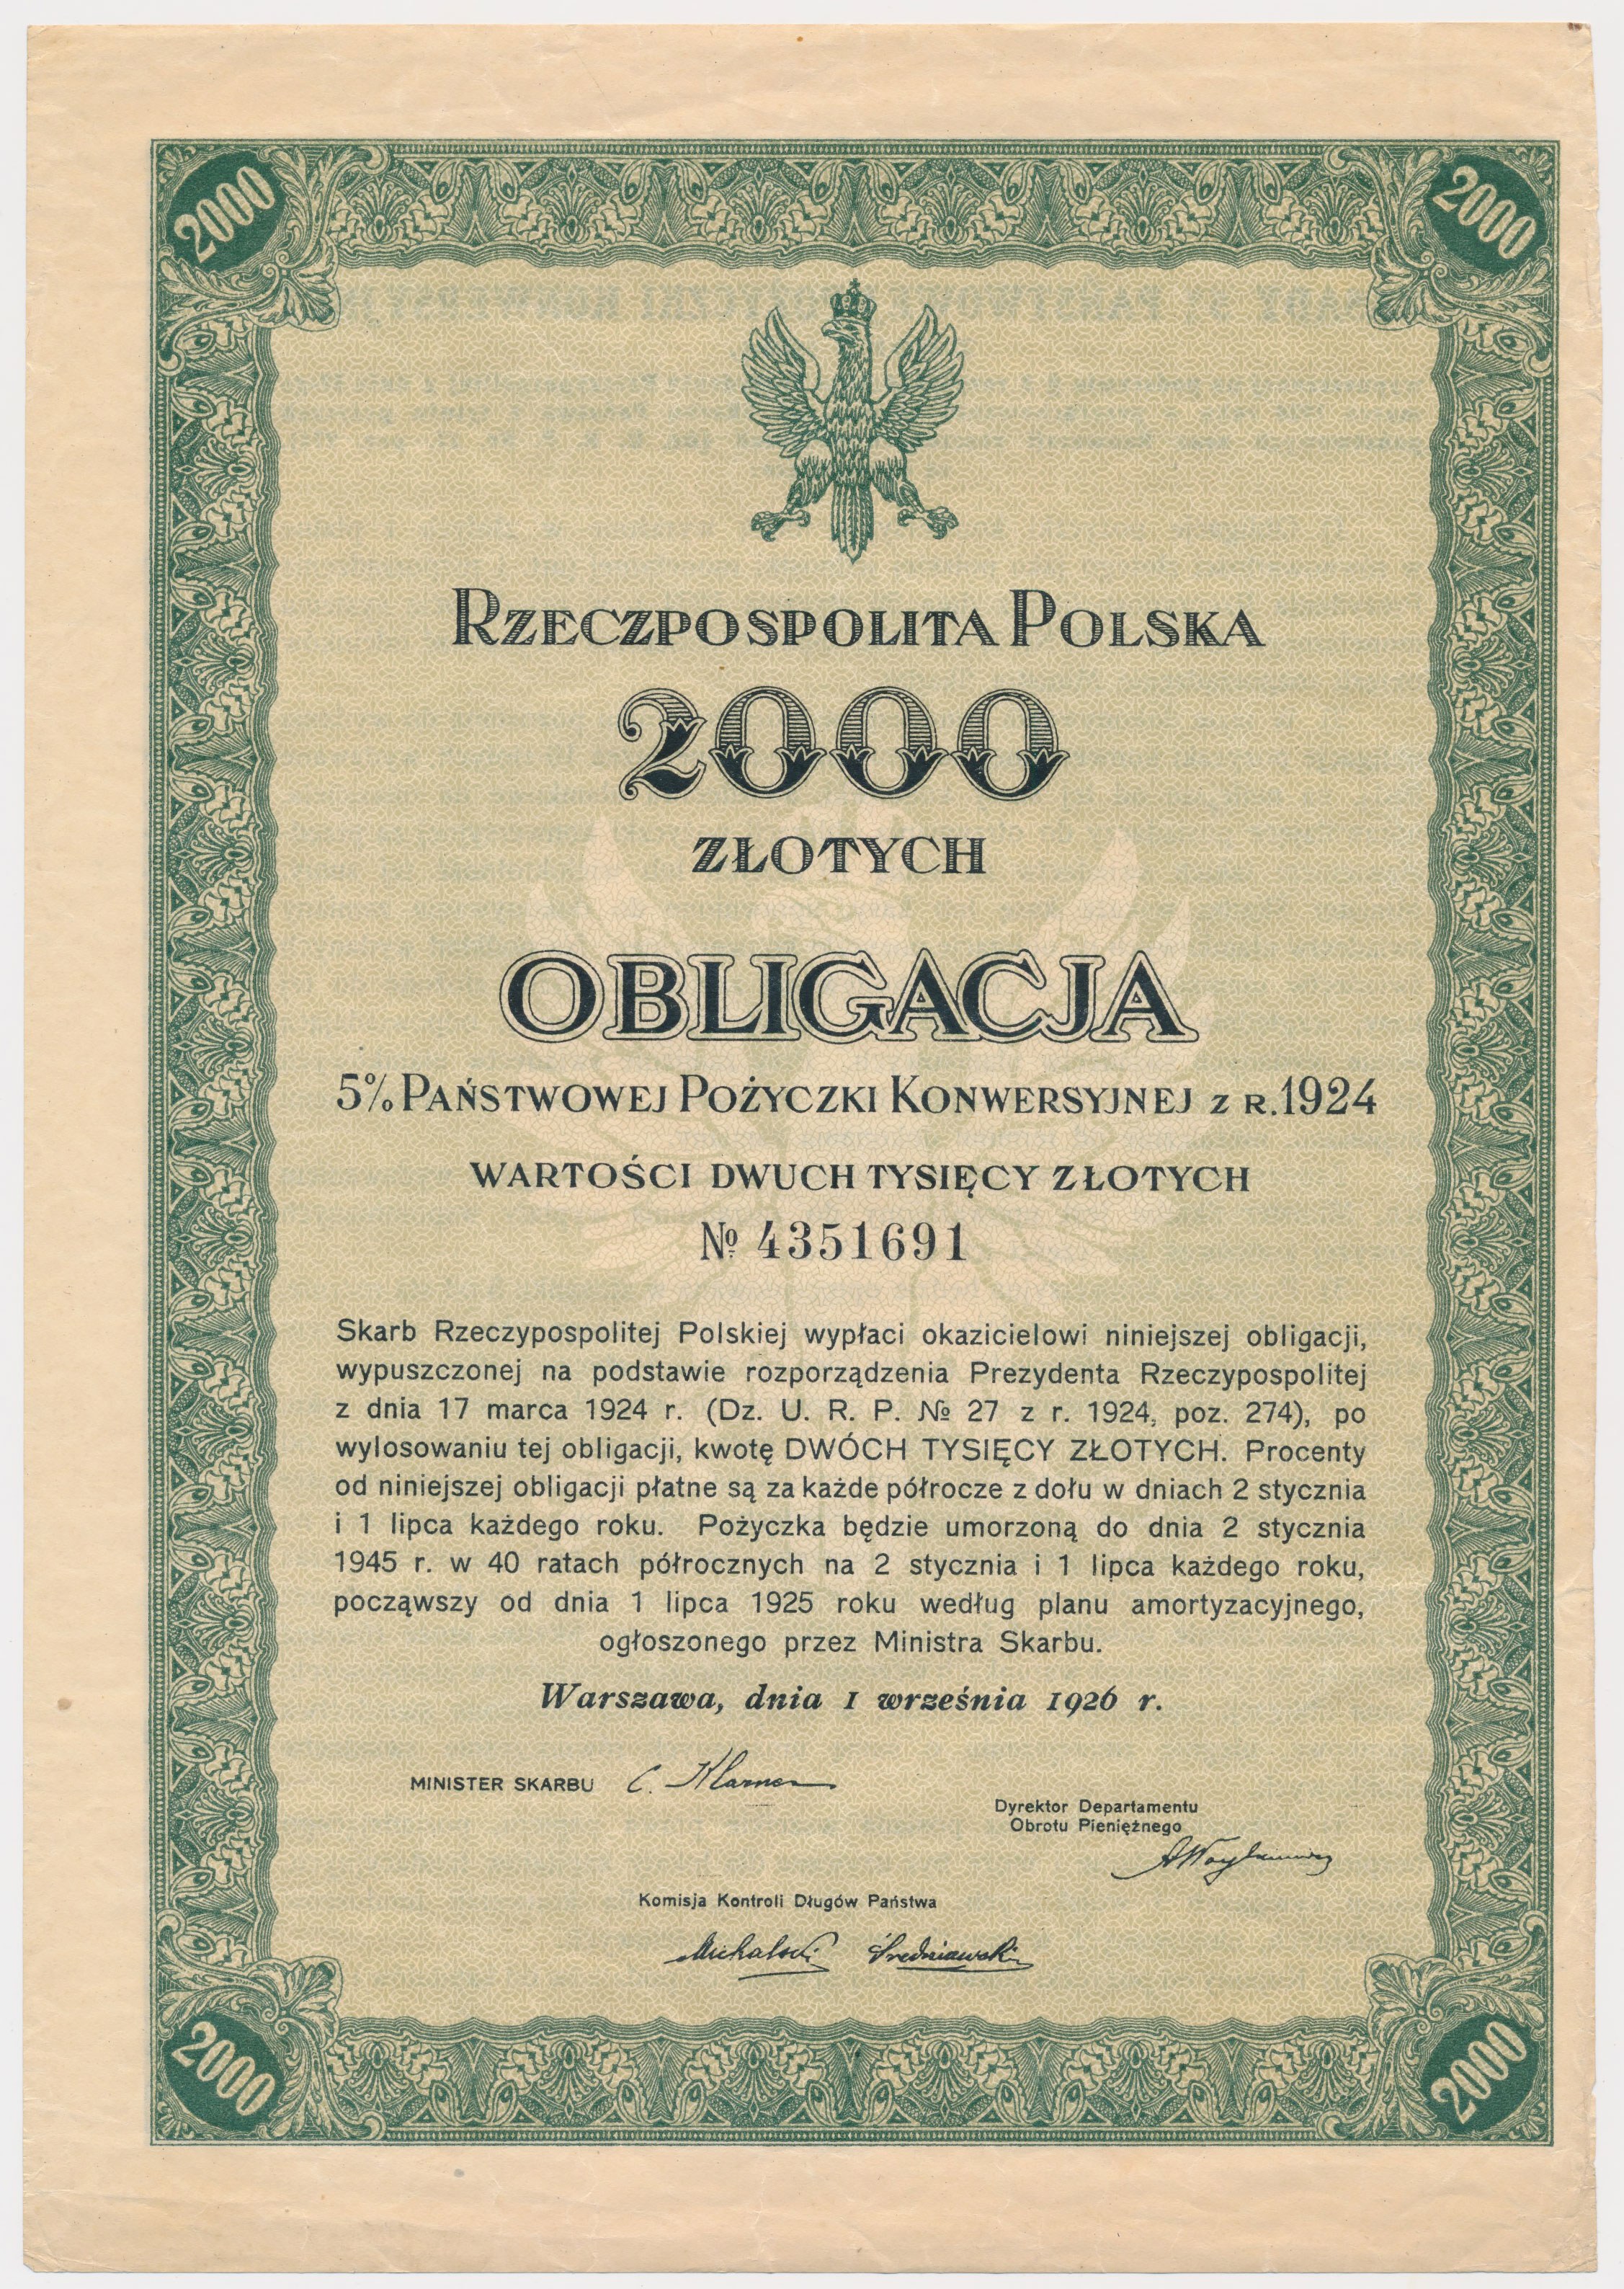 2000
2000
RZECZPOSPOLITA POLSKA
2000
ZŁOTYCH
OBLIGACJA
5% PAŃSTWOWEJ POŻYCZKI KONWERSYJNEJ Z R. 1924
WARTOŚCI DWUCH TYSIĘCY ZŁOTYCH
№ 4351691
Skarb Rzeczypospolitej Polskiej wypłaci okazicielowi niniejszej obligacji,
wypuszczonej na podstawie rozporządzenia Prezydenta Rzeczypospolitej
z dnia 17 marca 1924 r. (Dz. U. R. P. № 27 z r. 1924, poz. 274), po
wylosowaniu tej obligacji, kwotę DWÓCH TYSIĘCY ZŁOTYCH. Procenty
od niniejszej obligacji płatne są za każde półrocze z dołu w dniach 2 stycznia
i 1 lipca każdego roku. Pożyczka będzie umorzoną do dnia 2 stycznia
1945 r. w 40 ratach półrocznych na 2 stycznia i 1 lipca każdego roku,
począwszy od dnia 1 lipca 1925 roku według planu amortyzacyjnego,
ogłoszonego przez Ministra Skarbu.
Warszawa, dnia 1 września 1926 r.
MINISTER SKARBU C. Klarner
Dyrektor Departamentu
Obrotu Pieniężnego
Komisja Kontroli Długów Państwa
Michalski Średniawski
2000
2000